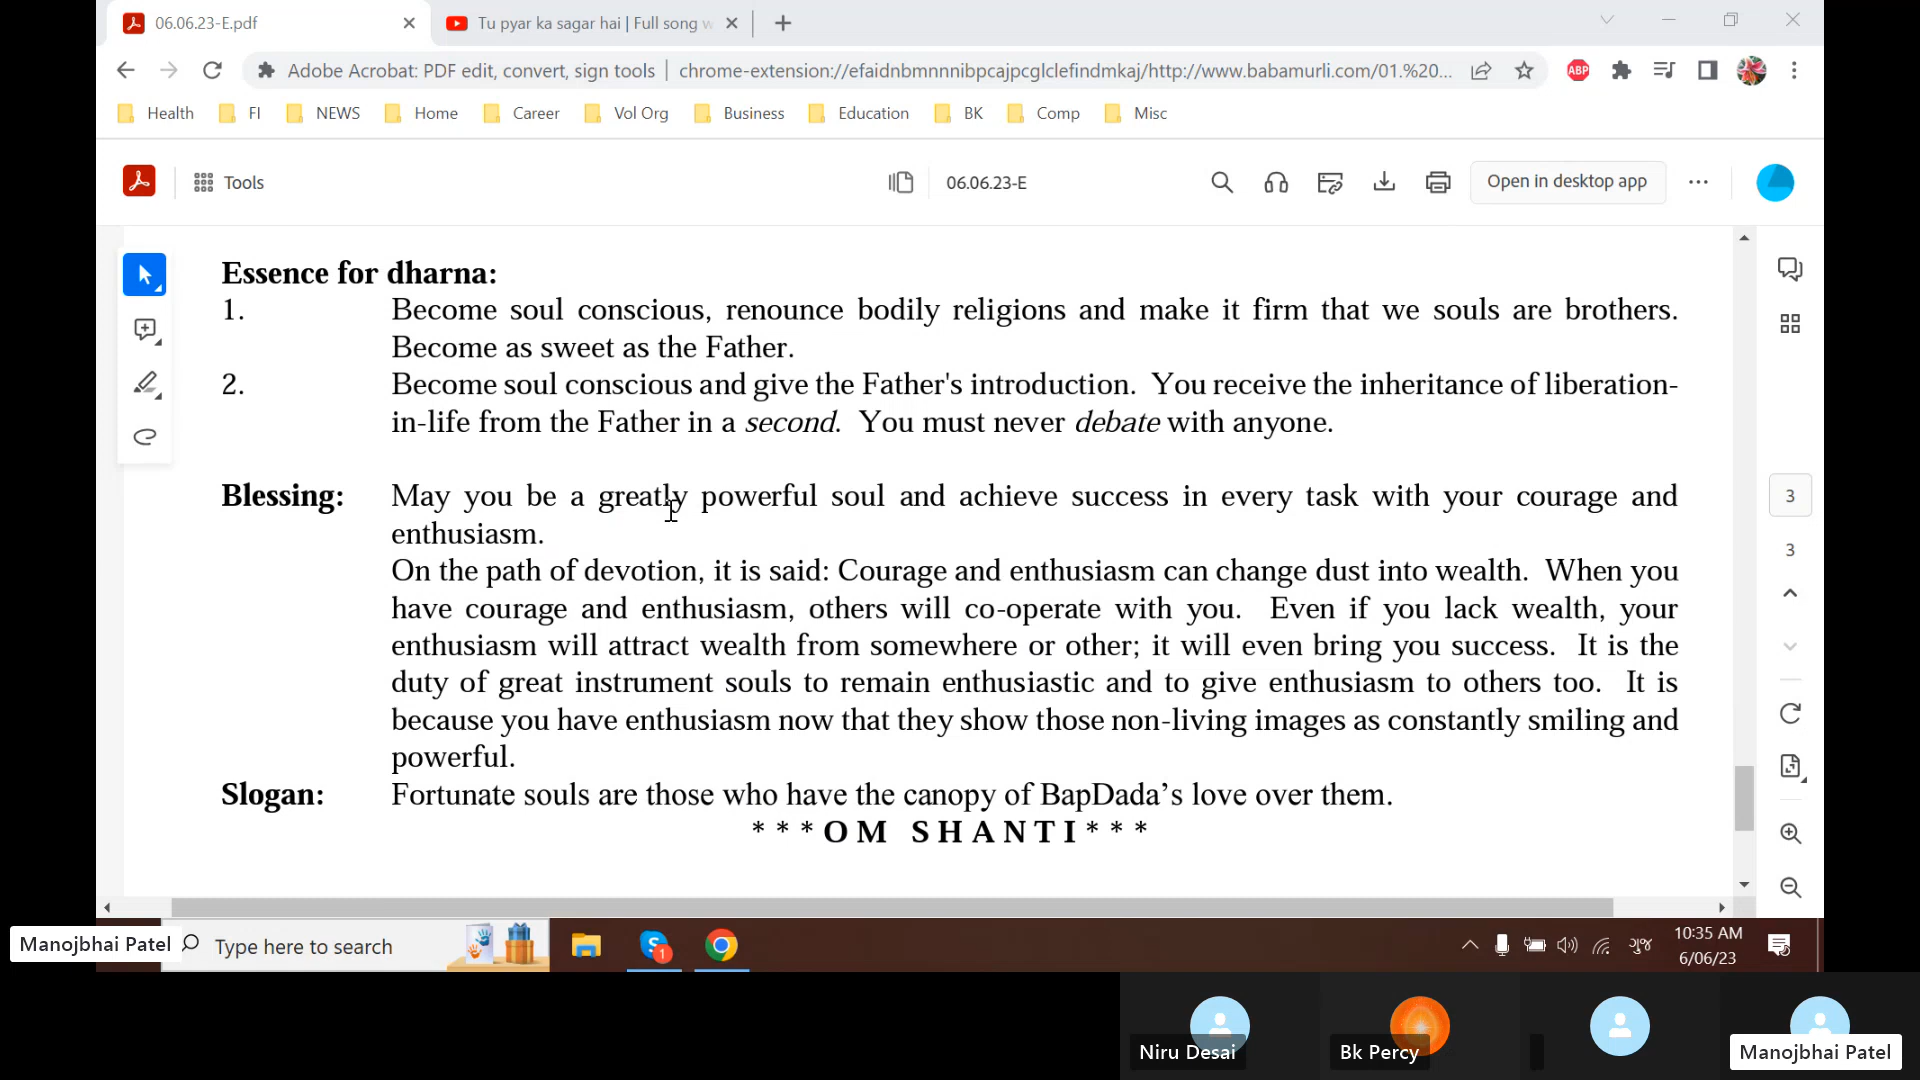 06.06.23-E.pdf
Tu pyar ka sagar hai | Full song w
Adobe Acrobat: PDF edit, convert, sign tools
chrome-extension://efaidnbmnnnibpcajpcglclefindmkaj/http://www.babamurli.com/01.%20...
ABP
Health
FI
NEWS
Home
Career
Vol Org
Business
Education
BK
Comp
Misc
Tools
06.06.23-E
Open in desktop app
Essence for dharna:
1. Become soul conscious, renounce bodily religions and make it firm that we souls are brothers.
Become as sweet as the Father.
2. Become soul conscious and give the Father's introduction. You receive the inheritance of liberation-
in-life from the Father in a second. You must never debate with anyone.
Blessing: May you be a greatly powerful soul and achieve success in every task with your courage and
enthusiasm.
On the path of devotion, it is said: Courage and enthusiasm can change dust into wealth. When you
have courage and enthusiasm, others will co-operate with you. Even if you lack wealth, your
enthusiasm will attract wealth from somewhere or other; it will even bring you success. It is the
duty of great instrument souls to remain enthusiastic and to give enthusiasm to others too. It is
because you have enthusiasm now that they show those non-living images as constantly smiling and
powerful.
Slogan: Fortunate souls are those who have the canopy of BapDada’s love over them.
* * * O M  S H A N T I * * *
3
3
Manojbhai Patel
Type here to search
1
ગુજ
10:35 AM
6/06/23
Niru Desai
Bk Percy
Manojbhai Patel